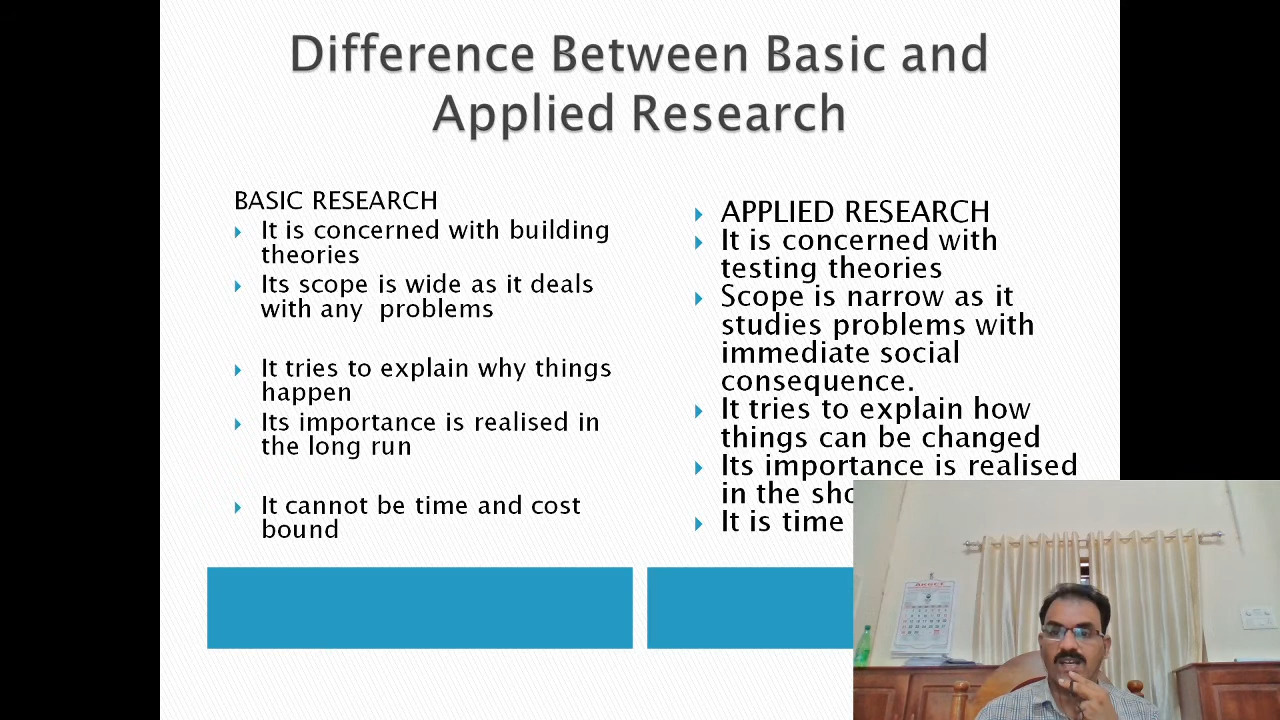 Difference Between Basic and
Applied Research
BASIC RESEARCH
It is concerned with building
theories
Its scope is wide as it deals
with any  problems
It tries to explain why things
happen
Its importance is realised in
the long run
It cannot be time and cost
bound
APPLIED RESEARCH
It is concerned with
testing theories
Scope is narrow as it
studies problems with
immediate social
consequence.
It tries to explain how
things can be changed
Its importance is realised
in the
It is time